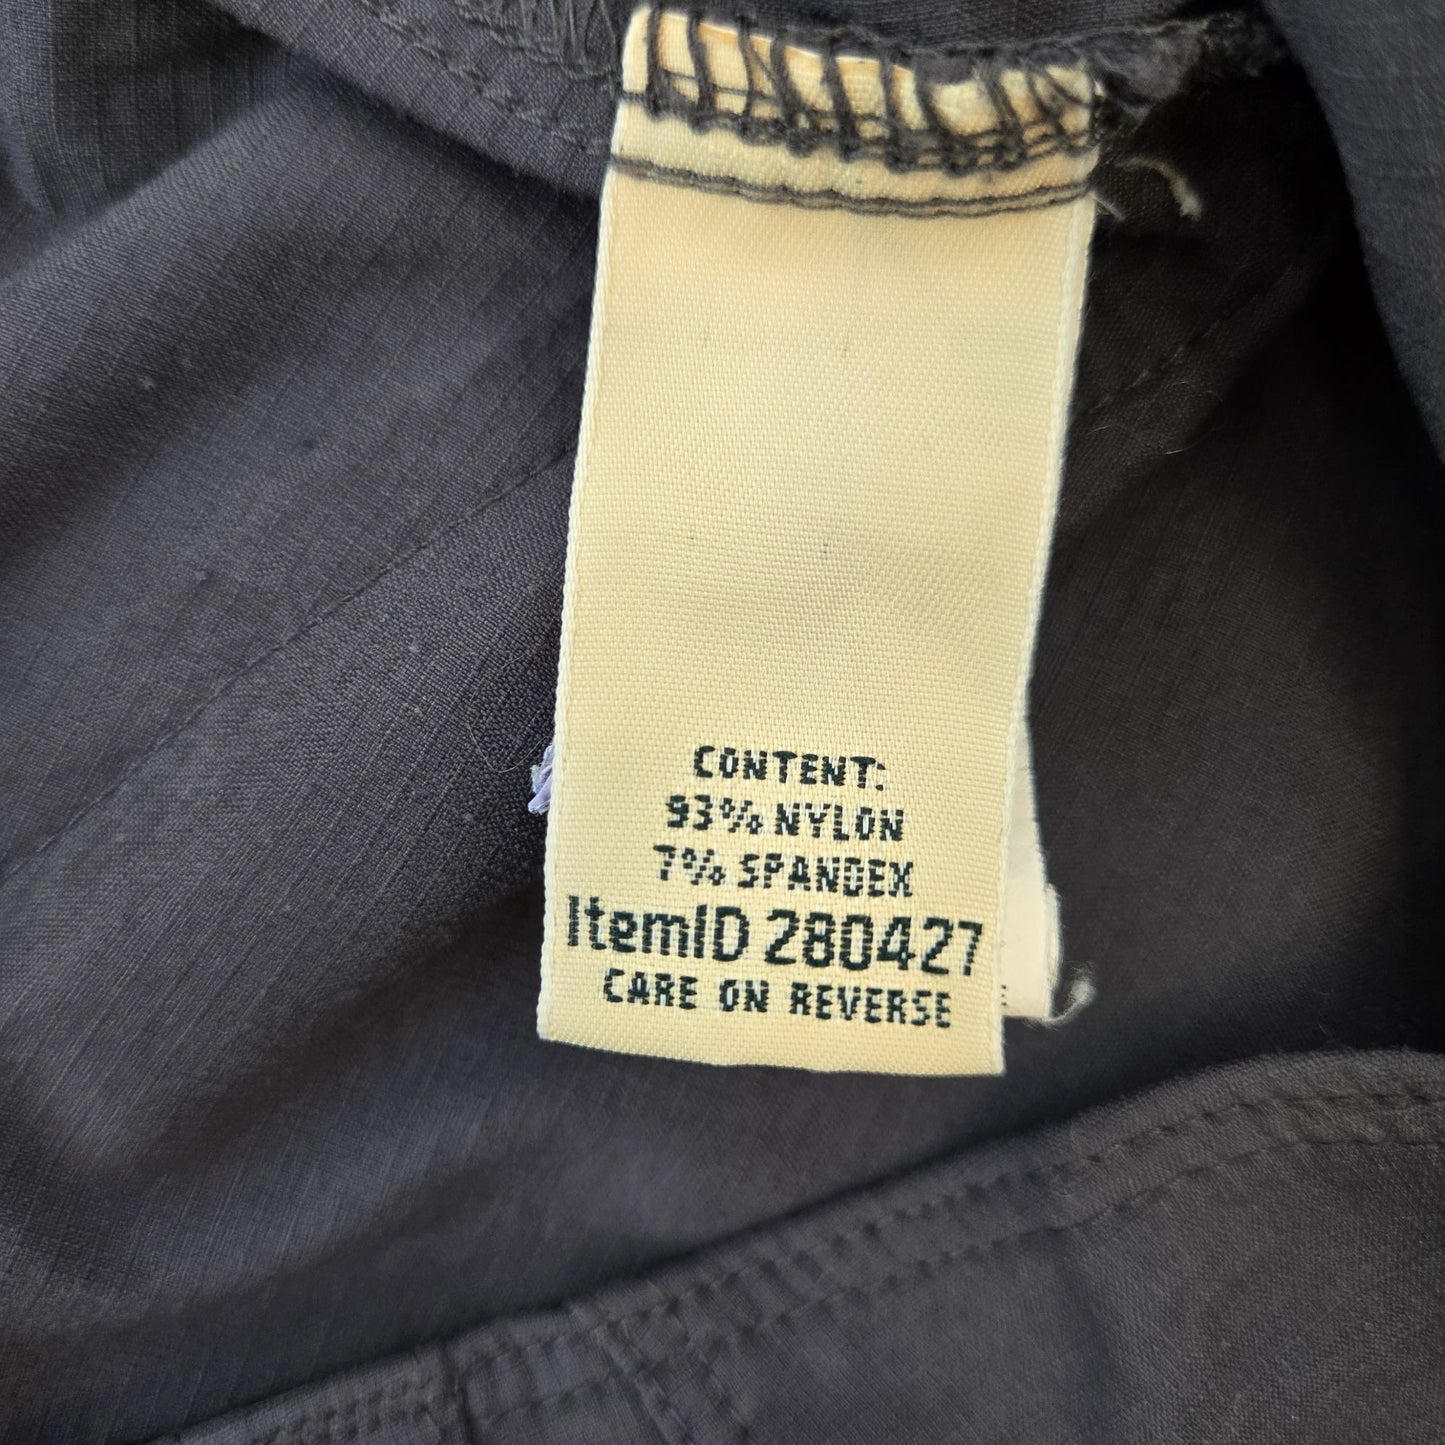 CONTENT:
93% NYLON
7% SPANDEX
ItemID 280427
CARE ON REVERSE